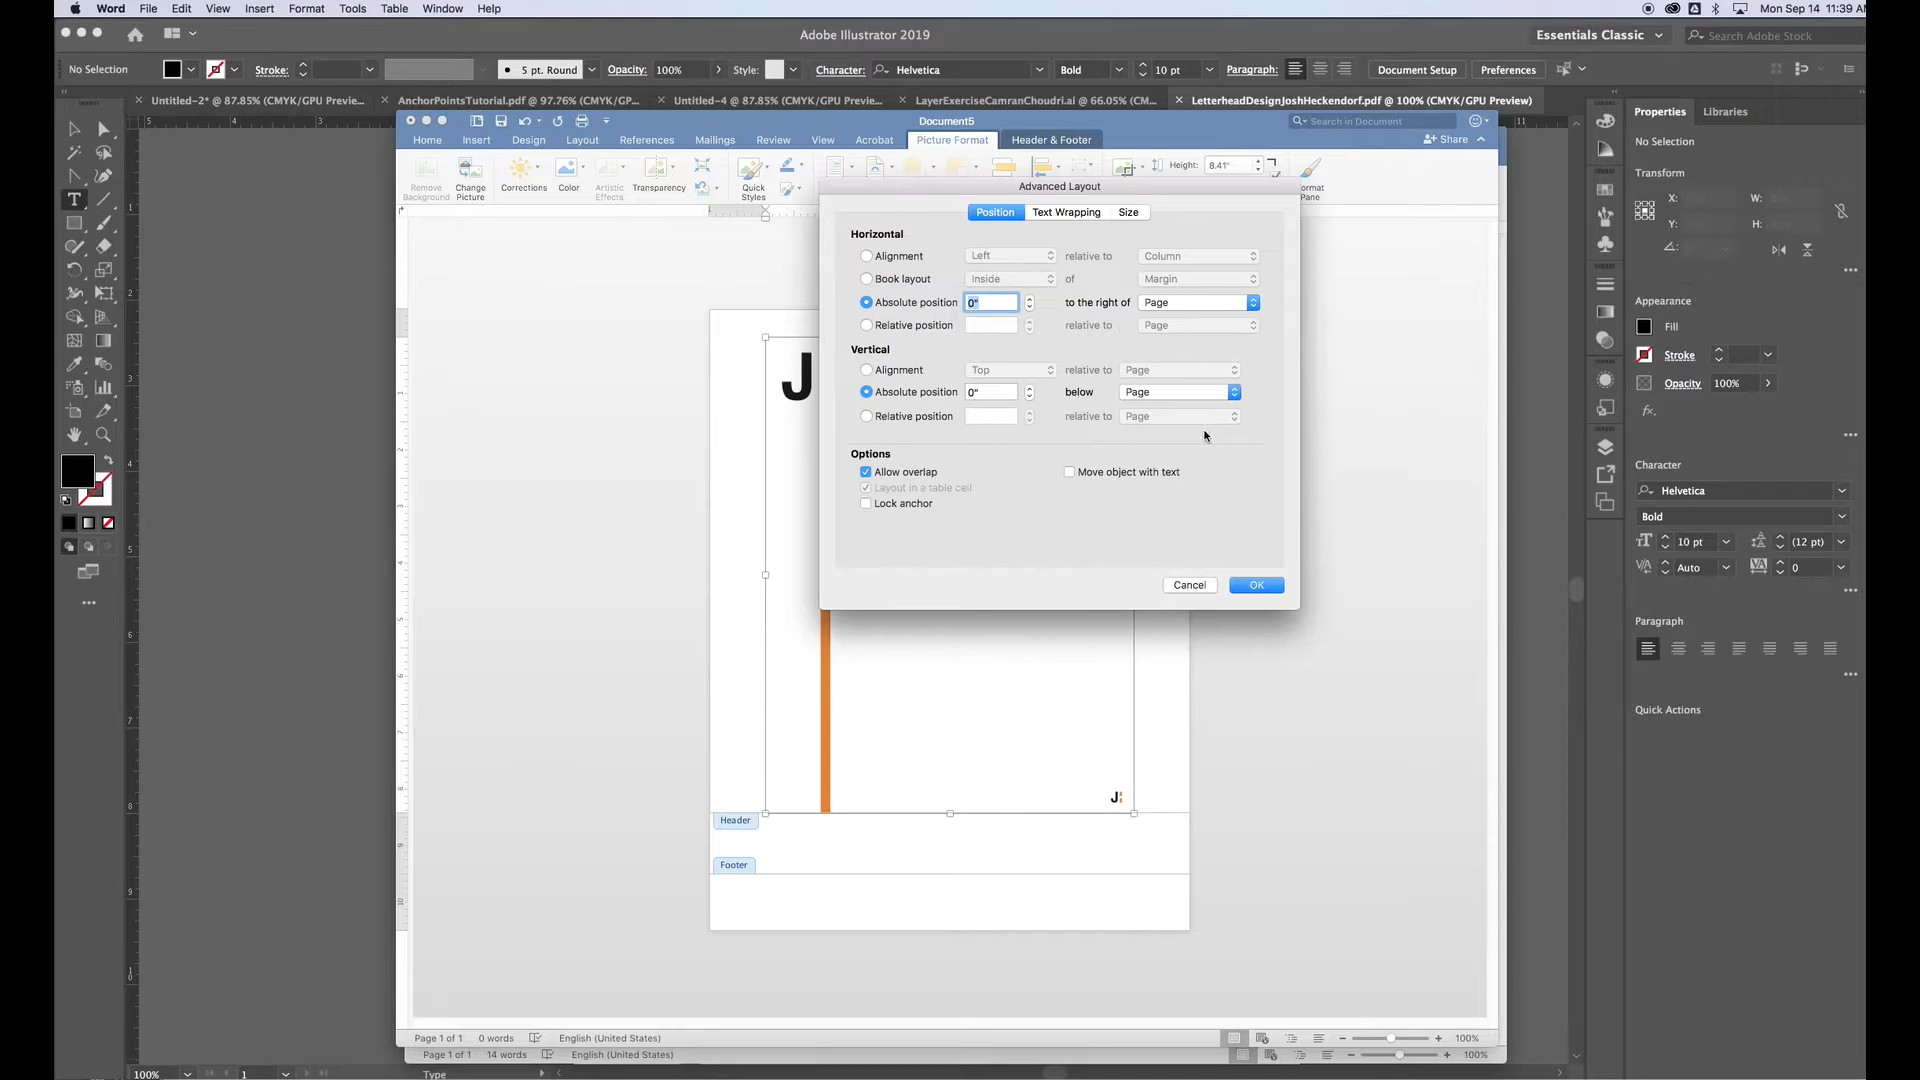 Word File Edit View Insert Format Tools Table Window Help Mon Sep 14 11:39
Adobe Illustrator 2019 Essentials Classic Search Adobe Stock
No Selection Stroke: 5 pt. Round Opacity: 100% Style: Character: Helvetica Bold 10 pt Paragraph: Document Setup Preferences
Untitled-2* @ 87.85% (CMYK/GPU Previe... AnchorPointsTutorial.pdf @ 97.76% (CMYK/GP... Untitled-4 @ 87.85% (CMYK/GPU Previe... LayerExerciseCamranChoudri.ai @ 66.05% (CM... LetterheadDesignJoshHeckendorf.pdf @ 100% (CMYK/GPU Preview)
5 4 3 11
Document5 Search in Document
Home Insert Design Layout References Mailings Review View Acrobat Picture Format Header & Footer Share
Remove Background Change Picture Corrections Color Artistic Effects Transparency Quick Styles Height: 8.41" Pane
Advanced Layout
Position Text Wrapping Size
Horizontal
Alignment Left relative to Column
Book layout Inside of Margin
Absolute position 0" to the right of Page
Relative position relative to Page
Vertical
Alignment Top relative to Page
Absolute position 0" below Page
Relative position relative to Page
Options
Allow overlap Move object with text
Layout in a table cell
Lock anchor
Cancel OK
J
J
Header
Footer
Page 1 of 1 0 words English (United States) 100%
Page 1 of 1 14 words English (United States) 100%
100% 1 Type
Properties Libraries
No Selection
Transform
X: W:
Y: H:
Appearance
Fill
Stroke
Opacity 100%
fx.
Character
Helvetica
Bold
10 pt (12 pt)
Auto 0
Paragraph
Quick Actions